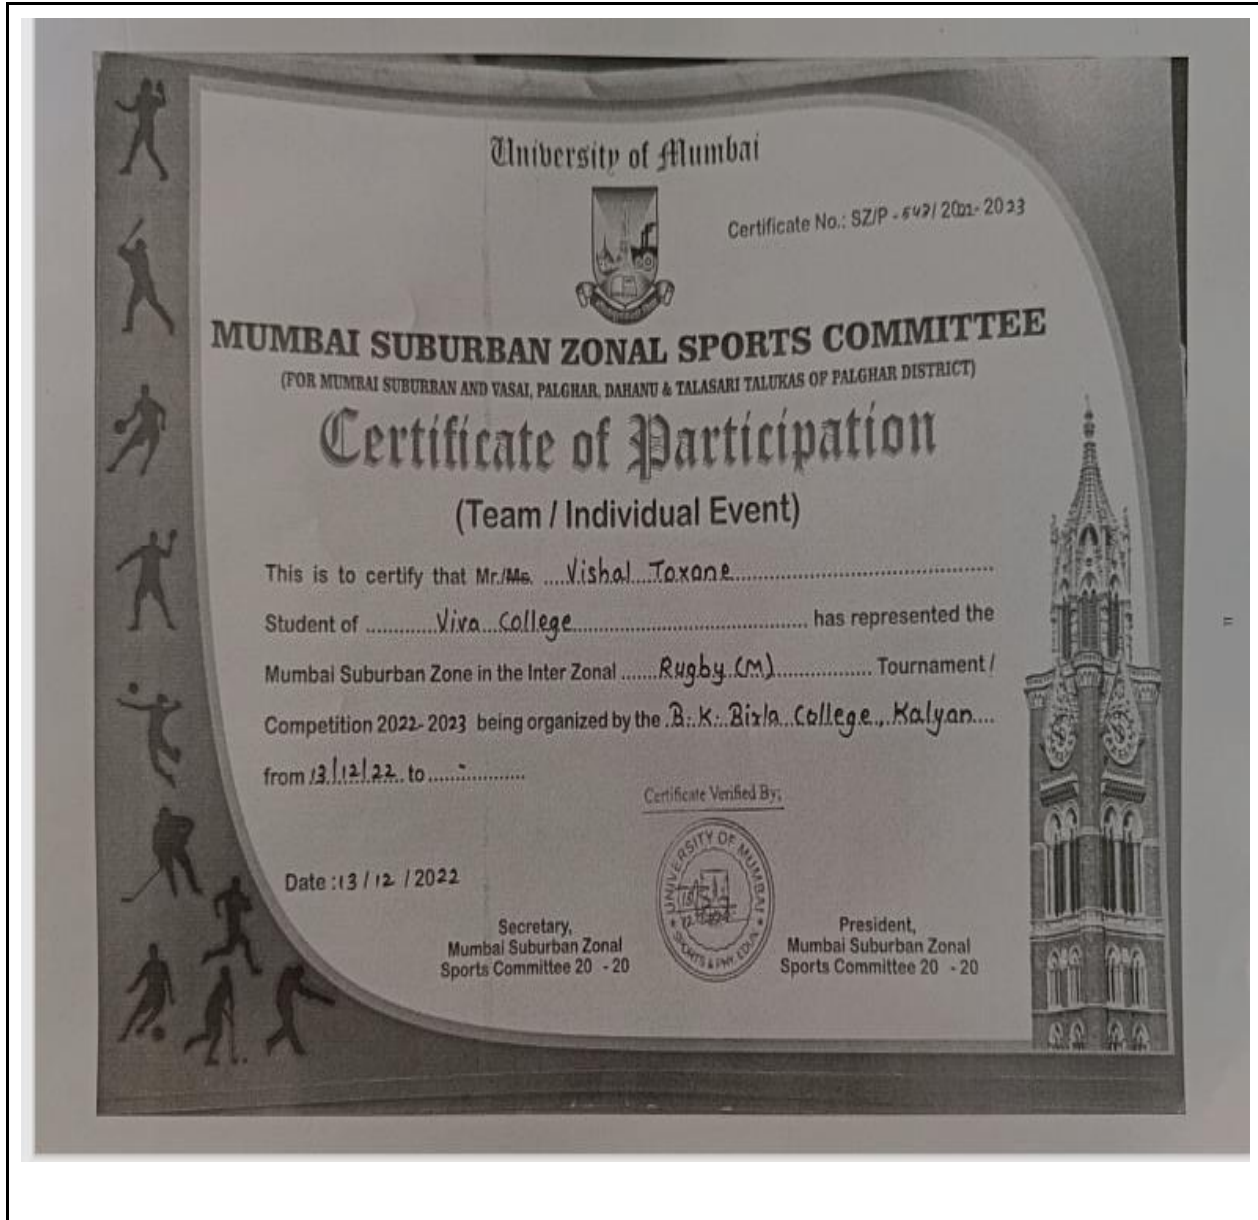 University of Mumbai
Certificate No.: SZ/P - 547/ 2022- 2023
MUMBAI SUBURBAN ZONAL SPORTS COMMITTEE
(FOR MUMBAI SUBURBAN AND VASAI, PALGHAR, DAHANU & TALASARI TALUKAS OF PALGHAR DISTRICT)
Certificate of Participation
(Team / Individual Event)
This is to certify that Mr./Ms. ....Vishal Torane....
Student of ............Viva College.... has represented the
Mumbai Suburban Zone in the Inter Zonal .......Rugby (M)............... Tournament /
Competition 2022-2023 being organized by the .B. K. Birla College, Kalyan....
from 13/12/22 to .....-............
Certificate Verified By;
UNIVERSITY OF MUMBAI
SPORTS & PHY. EDUN.
Date :13 / 12 / 2022
Secretary,
Mumbai Suburban Zonal
Sports Committee 20 - 20
President,
Mumbai Suburban Zonal
Sports Committee 20 - 20